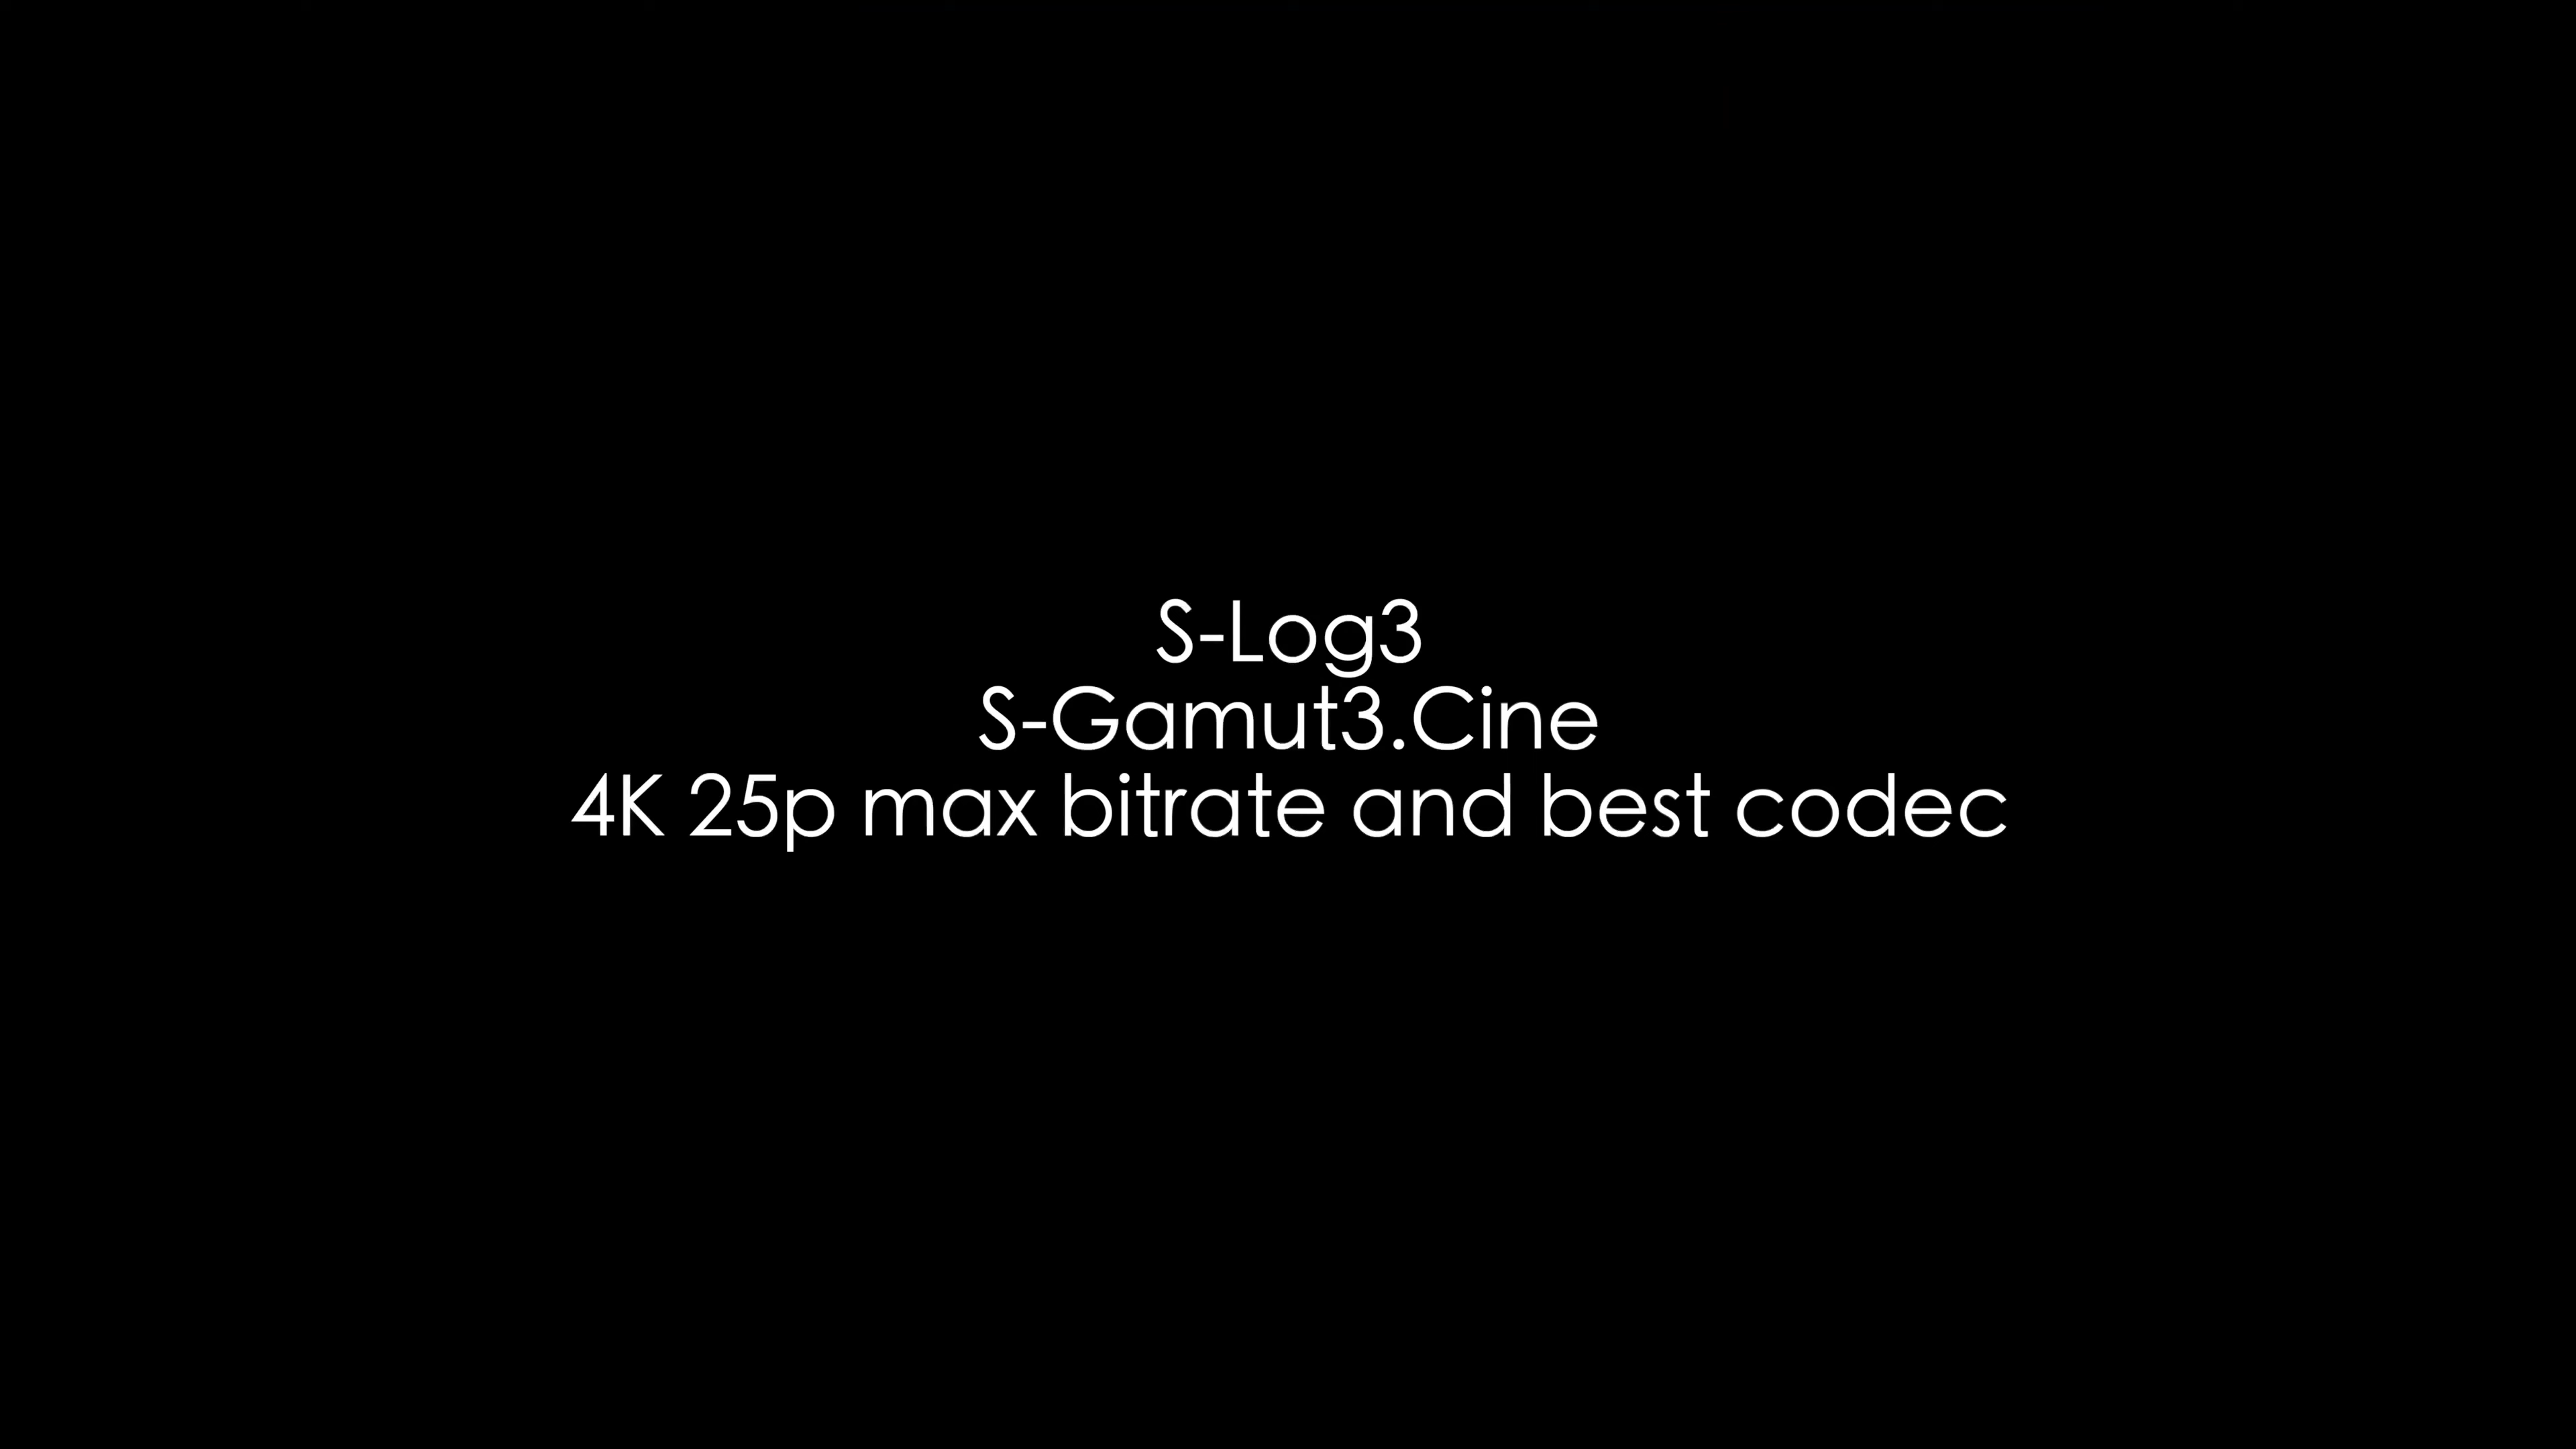 S-Log3
S-Gamut3.Cine
4K 25p max bitrate and best codec